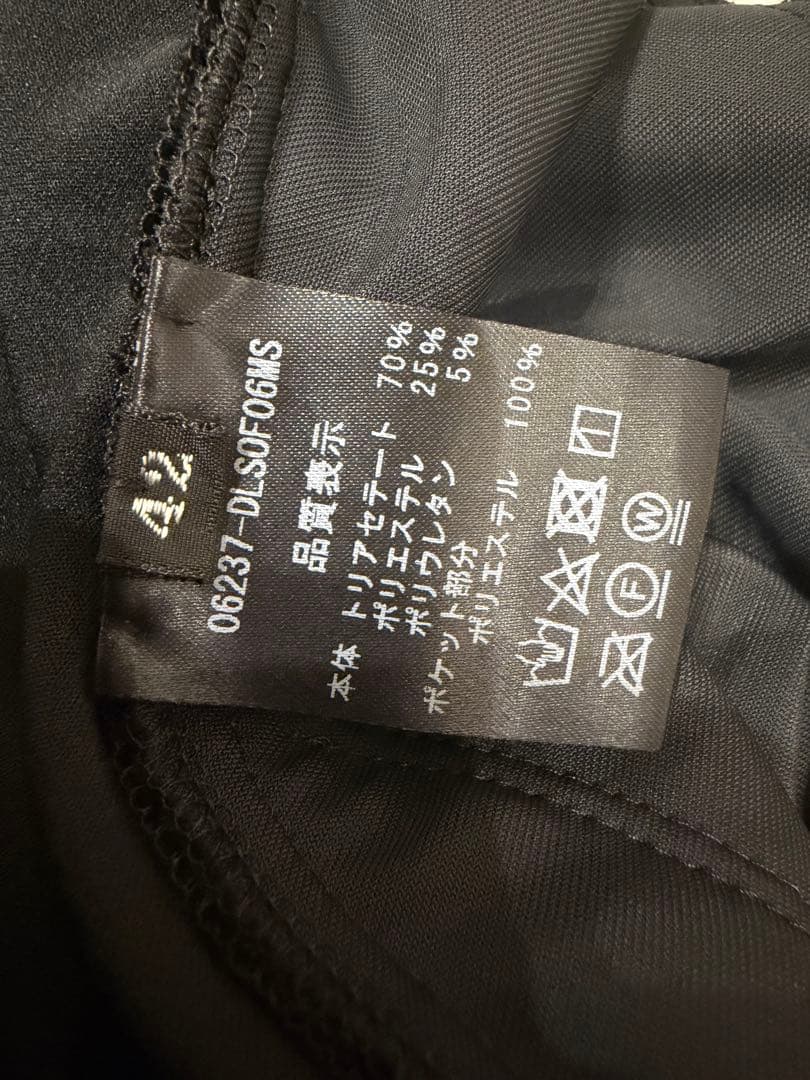 42
06237-DLSOF06MS
品質表示
本体
トリアセテート 70%
ポリエステル 25%
ポリウレタン 5%
ポケット部分
ポリエステル 100%
W
F